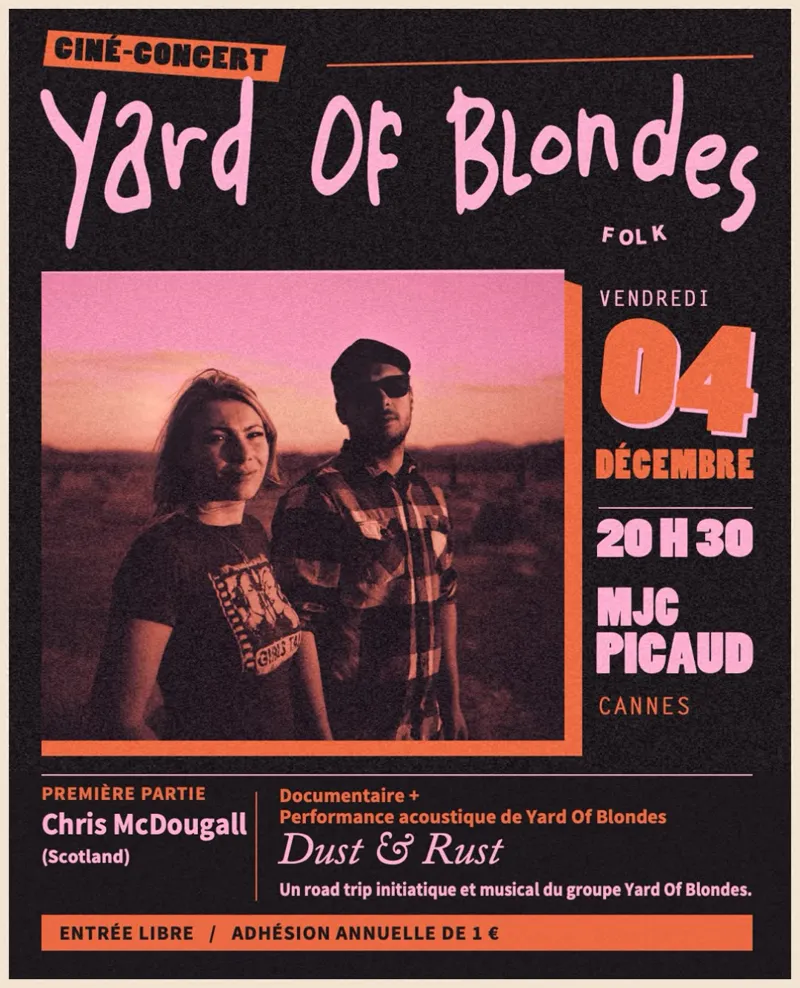 CINÉ-CONCERT
Yard OF BLondes
FOLK
VENDREDI
04
DÉCEMBRE
20 H 30
MJC
PICAUD
CANNES
GIRLS
PREMIÈRE PARTIE
Chris McDougall
(Scotland)
Documentaire +
Performance acoustique de Yard Of Blondes
Dust & Rust
Un road trip initiatique et musical du groupe Yard Of Blondes.
ENTRÉE LIBRE / ADHÉSION ANNUELLE DE 1 €